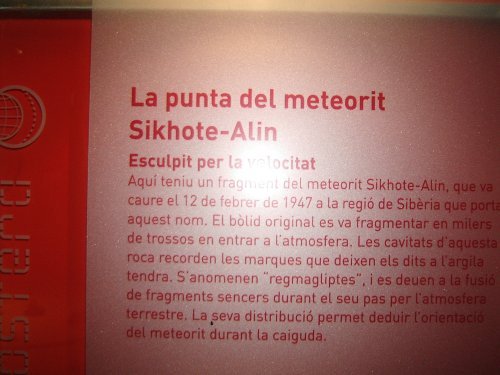 La punta del meteorit
Sikhote-Alin
Esculpit per la velocitat
Aquí teniu un fragment del meteorit Sikhote-Alin, que va
caure el 12 de febrer de 1947 a la regió de Sibèria que porta
aquest nom. El bòlid original es va fragmentar en milers
de trossos en entrar a l'atmosfera. Les cavitats d'aquesta
roca recorden les marques que deixen els dits a l'argila
tendra. S'anomenen "regmagliptes", i es deuen a la fusió
de fragments sencers durant el seu pas per l'atmosfera
terrestre. La seva distribució permet deduir l'orientació
del meteorit durant la caiguda.